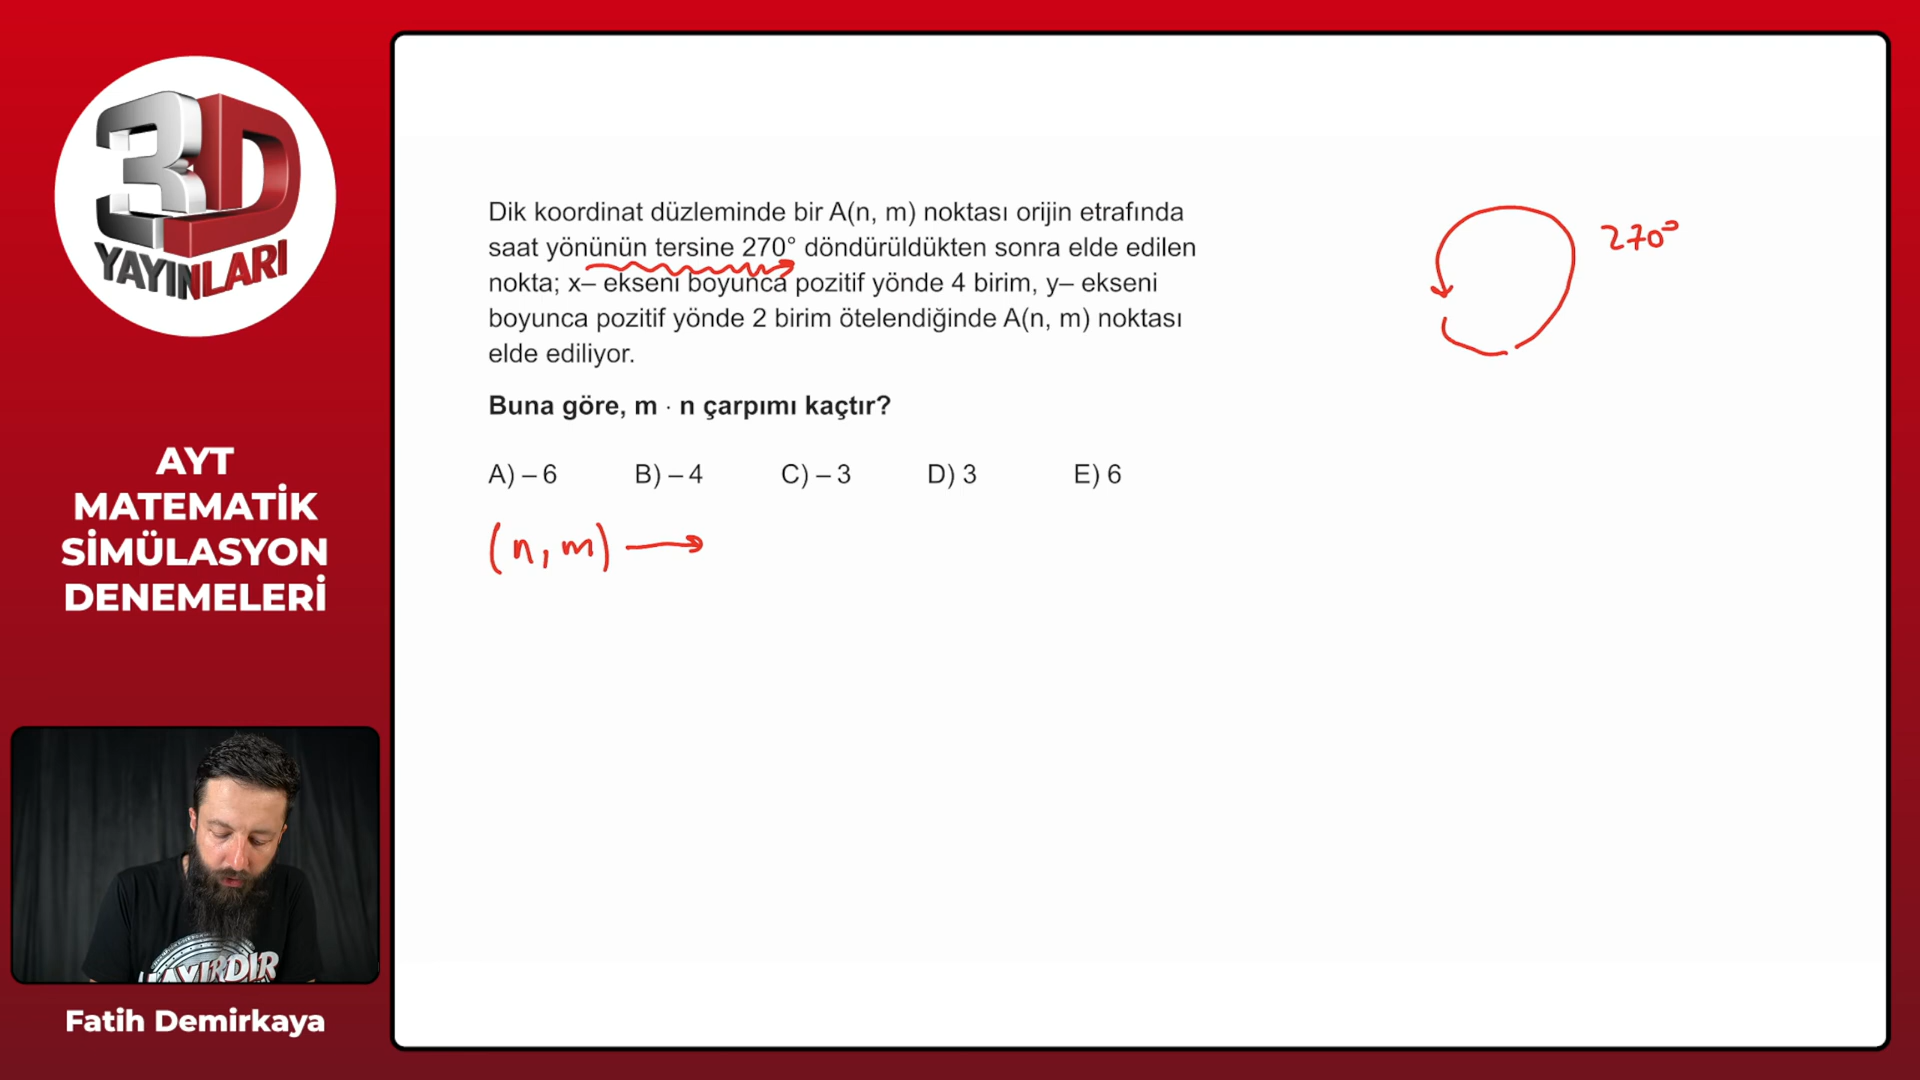 3D
YAYINLARI
AYT
MATEMATİK
SİMÜLASYON
DENEMELERİ
HAYIRDIR
Fatih Demirkaya
Dik koordinat düzleminde bir A(n, m) noktası orijin etrafında
saat yönünün tersine 270° döndürüldükten sonra elde edilen
nokta; x– ekseni boyunca pozitif yönde 4 birim, y– ekseni
boyunca pozitif yönde 2 birim ötelendiğinde A(n, m) noktası
elde ediliyor.
Buna göre, m · n çarpımı kaçtır?
A) – 6 B) – 4 C) – 3 D) 3 E) 6
(n, m) →
270°